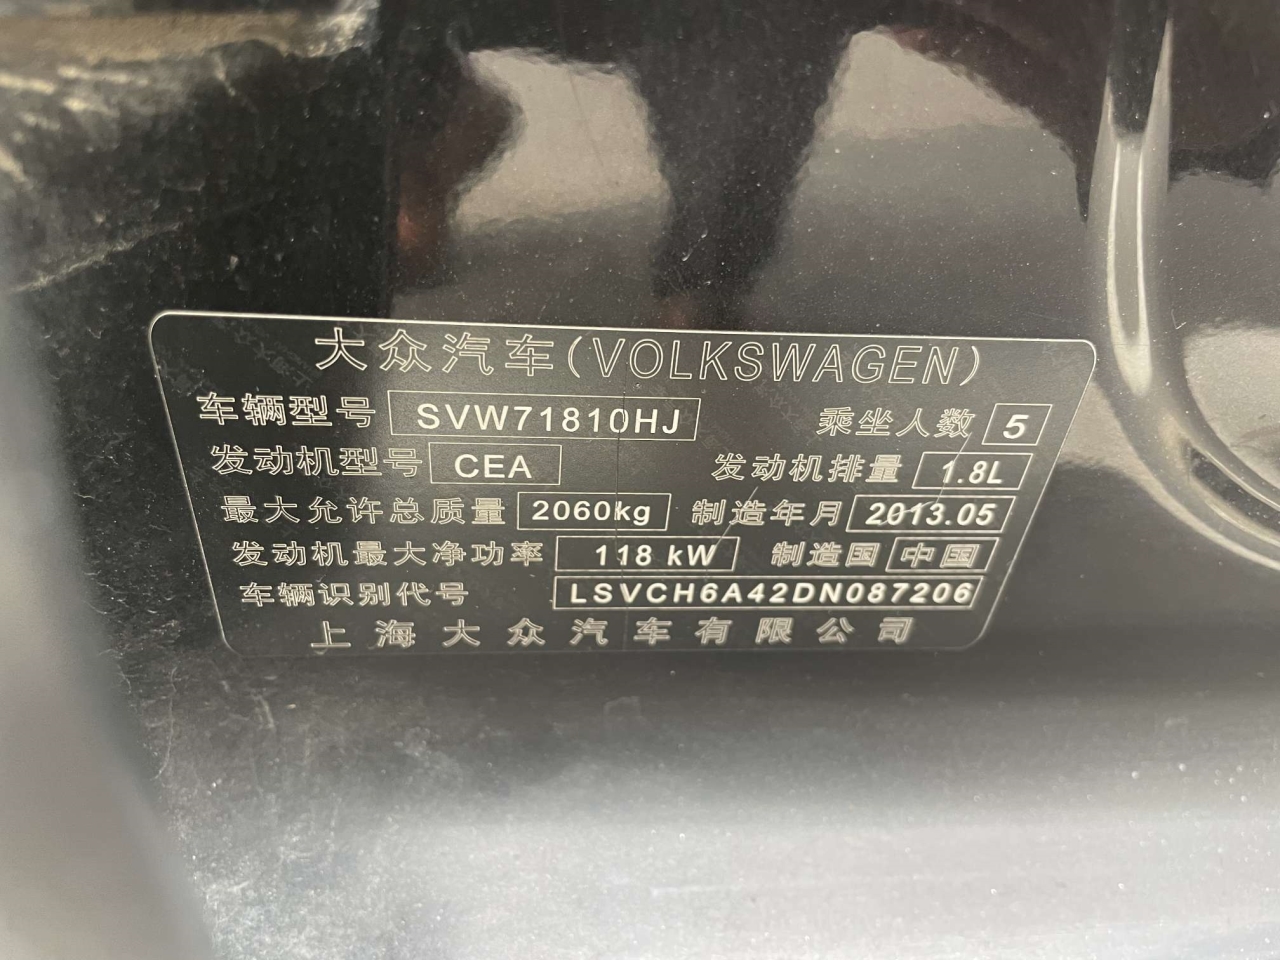 大众汽车(VOLKSWAGEN)
车辆型号 SVW71810HJ 乘坐人数 5
发动机型号 CEA 发动机排量 1.8L
最大允许总质量 2060kg 制造年月 2013.05
发动机最大净功率 118 kW 制造国 中国
车辆识别代号 LSVCH6A42DN087206
上海大众汽车有限公司